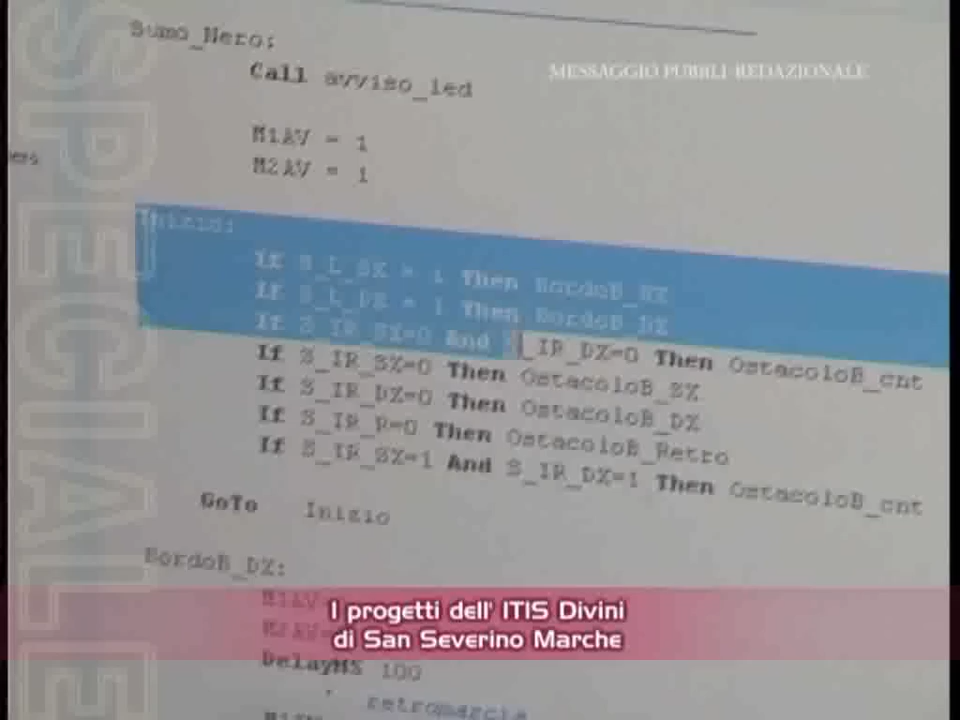 Sumo_Nero:
Call avviso_led
MESSAGGIO PUBBLI-REDAZIONALE
M1AV = 1
M2AV = 1
SPECIALE
Inizio:
If S_L_SX = 1 Then BordoB_SX
If S_L_DX = 1 Then BordoB_DX
If S_IR_SX=0 And S_IR_DX=0 Then OstacoloB_cnt
If S_IR_SX=0 Then OstacoloB_SX
If S_IR_DX=0 Then OstacoloB_DX
If S_IR_R=0 Then OstacoloB_Retro
If S_IR_SX=1 And S_IR_DX=1 Then OstacoloB_cnt
GoTo Inizio
BordoB_DX:
I progetti dell' ITIS Divini
di San Severino Marche
DelayMS 100
' retromarcia